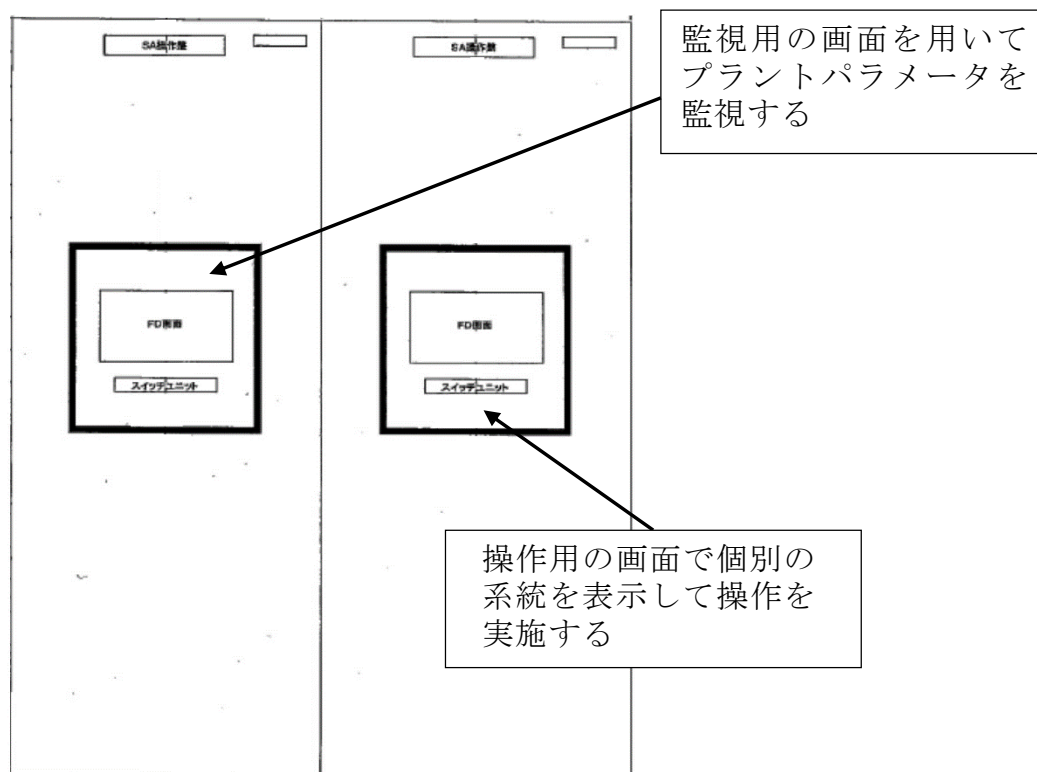 SA操作盤
SA操作盤
監視用の画面を用いて
プラントパラメータを
監視する
FD画面
FD画面
スイッチユニット
スイッチユニット
操作用の画面で個別の
系統を表示して操作を
実施する